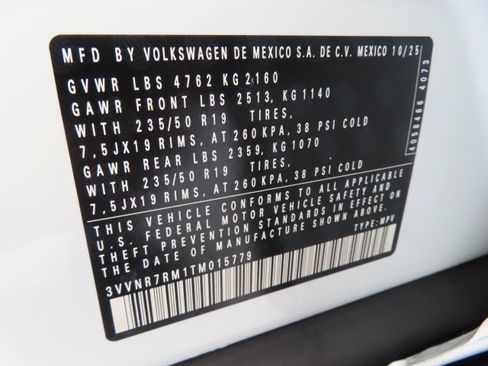 MFD BY VOLKSWAGEN DE MEXICO S.A. DE C.V. MEXICO 10/25
GVWR LBS 4762 KG 2160
GAWR FRONT LBS 2513, KG 1140
WITH 235/50 R19 TIRES,
7,5JX19 RIMS, AT 260 KPA, 38 PSI COLD
GAWR REAR LBS 2359, KG 1070
WITH 235/50 R19 TIRES,
7,5JX19 RIMS, AT 260 KPA, 38 PSI COLD
THIS VEHICLE CONFORMS TO ALL APPLICABLE
U.S. FEDERAL MOTOR VEHICLE SAFETY AND
THEFT PREVENTION STANDARDS IN EFFECT ON
THE DATE OF MANUFACTURE SHOWN ABOVE.
3VVNR7RM1TM015779 TYPE: MPV
4073